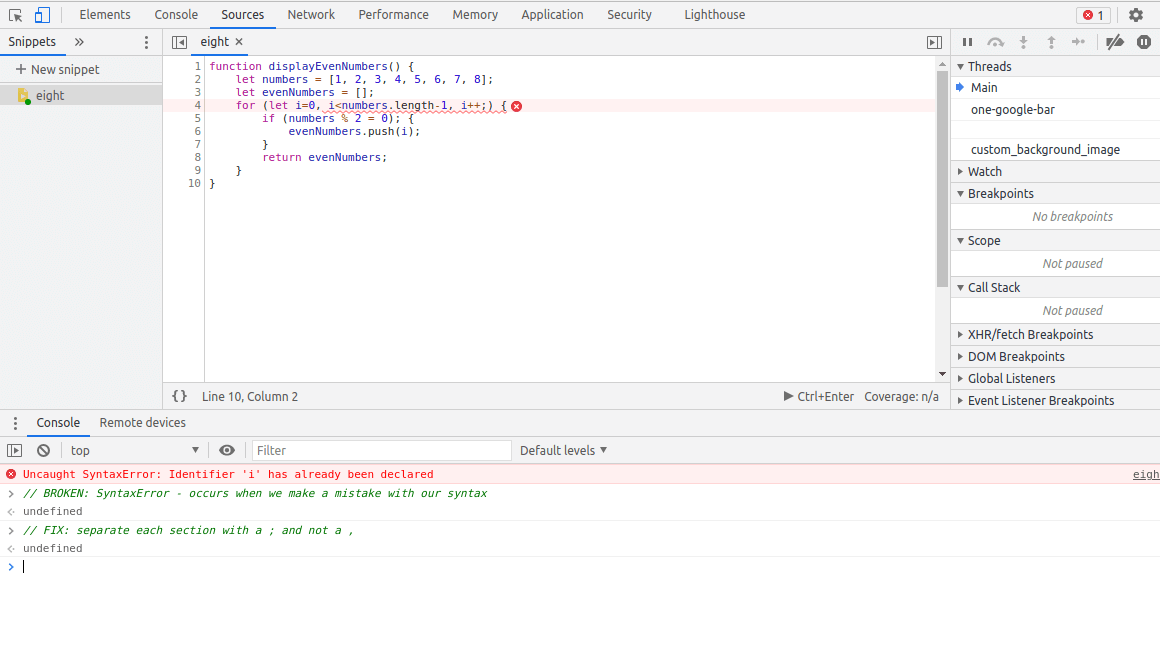 Elements Console Sources Network Performance Memory Application Security Lighthouse 1
Snippets
eight
New snippet
eight
1 function displayEvenNumbers() {
2 let numbers = [1, 2, 3, 4, 5, 6, 7, 8];
3 let evenNumbers = [];
4 for (let i=0, i<numbers.length-1, i++;) {
5 if (numbers % 2 = 0); {
6 evenNumbers.push(i);
7 }
8 return evenNumbers;
9 }
10 }
{} Line 10, Column 2 Ctrl+Enter Coverage: n/a
Threads
Main
one-google-bar
custom_background_image
Watch
Breakpoints
No breakpoints
Scope
Not paused
Call Stack
Not paused
XHR/fetch Breakpoints
DOM Breakpoints
Global Listeners
Event Listener Breakpoints
Console Remote devices
top Filter Default levels
Uncaught SyntaxError: Identifier 'i' has already been declared eigh
// BROKEN: SyntaxError - occurs when we make a mistake with our syntax
undefined
// FIX: separate each section with a ; and not a ,
undefined